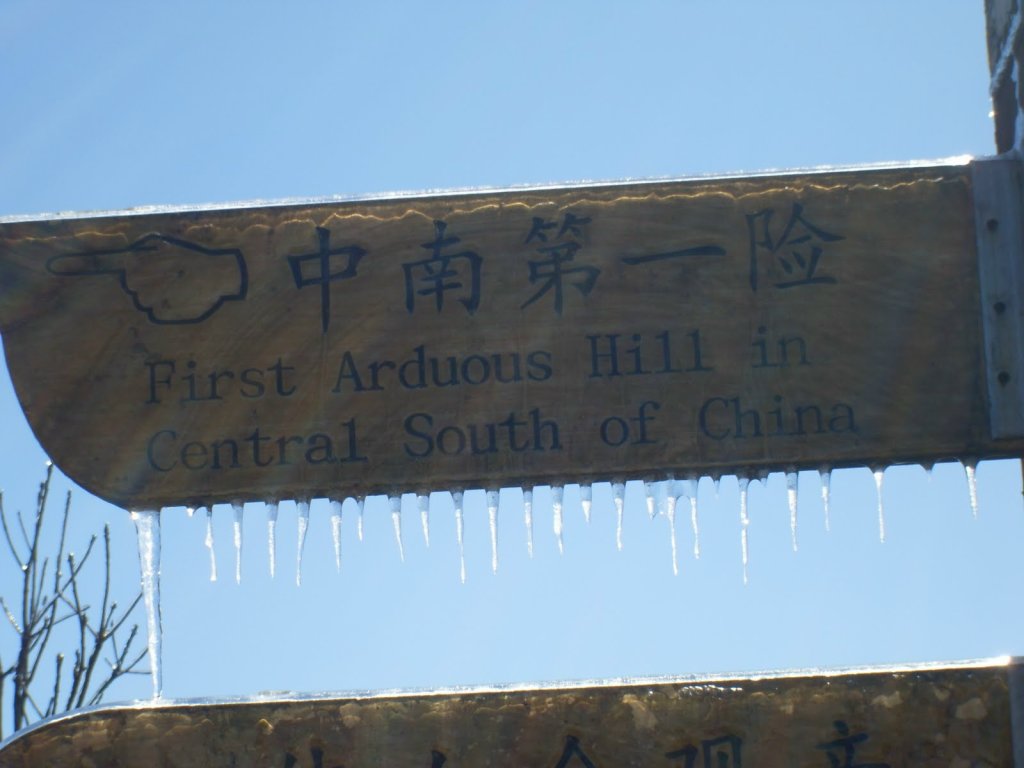 中南第一险
First Arduous Hill in
Central South of China